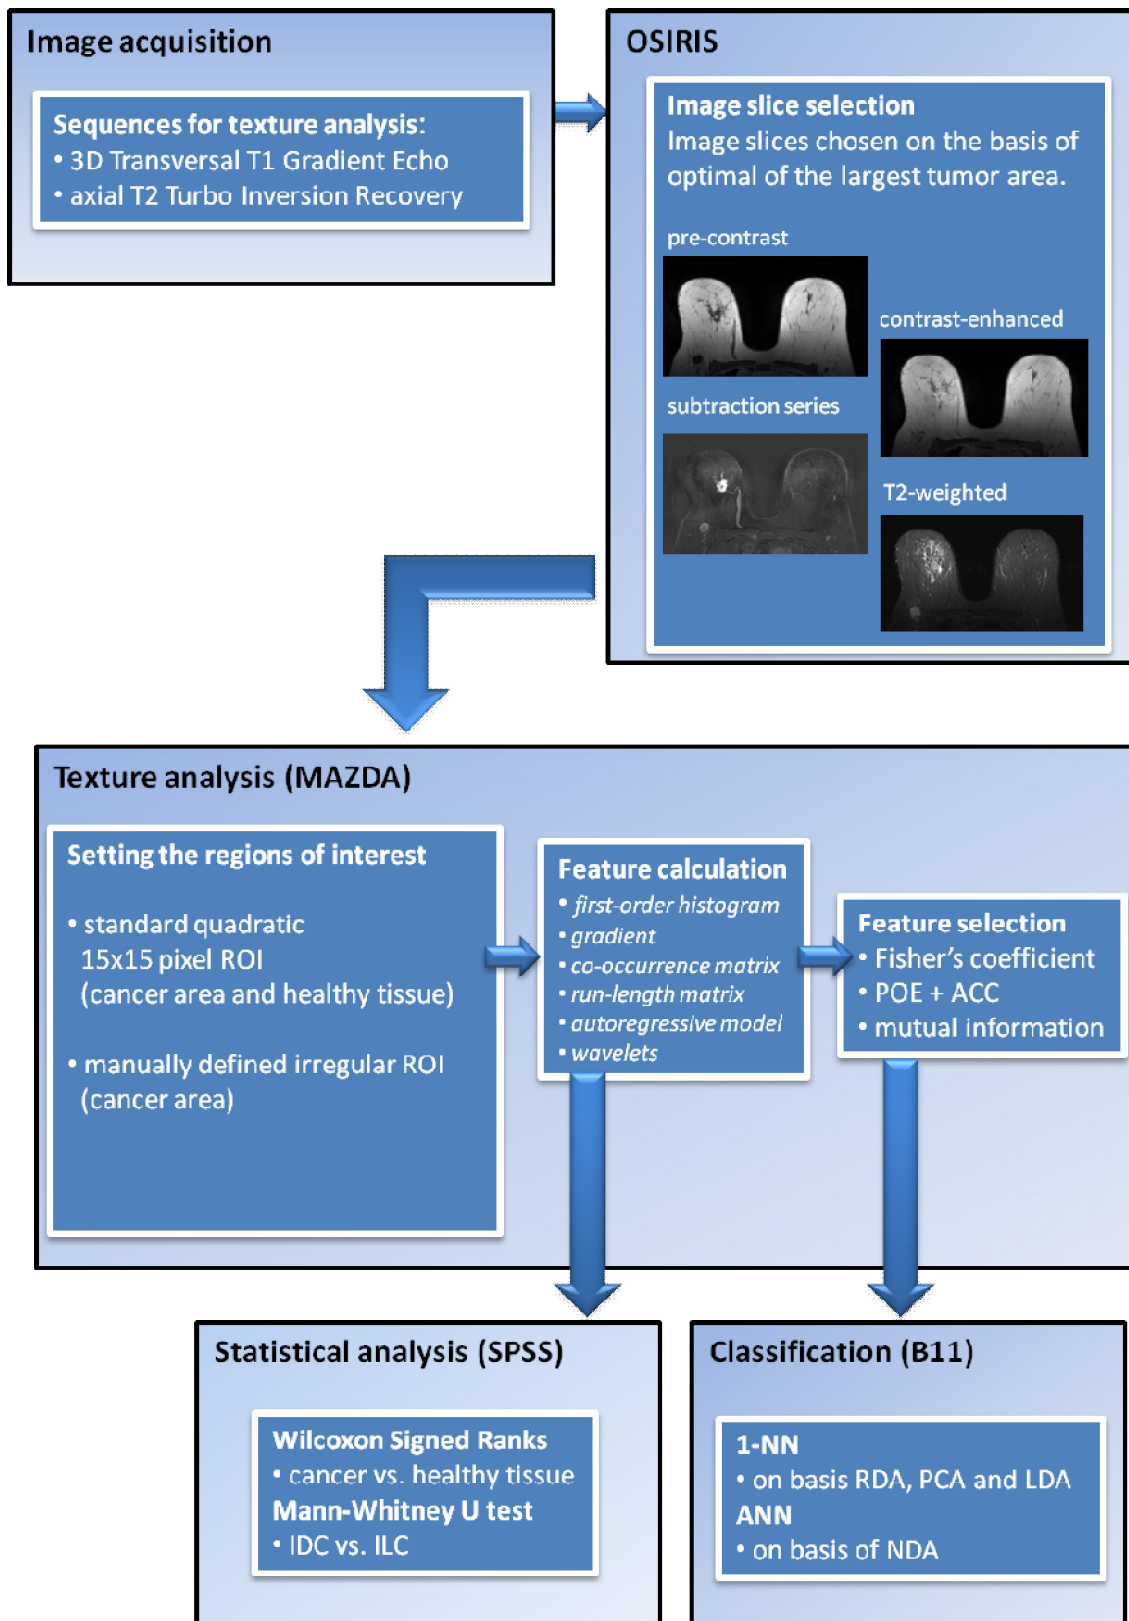 Image acquisition
Sequences for texture analysis:
• 3D Transversal T1 Gradient Echo
• axial T2 Turbo Inversion Recovery
OSIRIS
Image slice selection
Image slices chosen on the basis of
optimal of the largest tumor area.
pre-contrast
contrast-enhanced
subtraction series
T2-weighted
Texture analysis (MAZDA)
Setting the regions of interest
• standard quadratic
15x15 pixel ROI
(cancer area and healthy tissue)
• manually defined irregular ROI
(cancer area)
Feature calculation
• first-order histogram
• gradient
• co-occurrence matrix
• run-length matrix
• autoregressive model
• wavelets
Feature selection
• Fisher's coefficient
• POE + ACC
• mutual information
Statistical analysis (SPSS)
Wilcoxon Signed Ranks
• cancer vs. healthy tissue
Mann-Whitney U test
• IDC vs. ILC
Classification (B11)
1-NN
• on basis RDA, PCA and LDA
ANN
• on basis of NDA